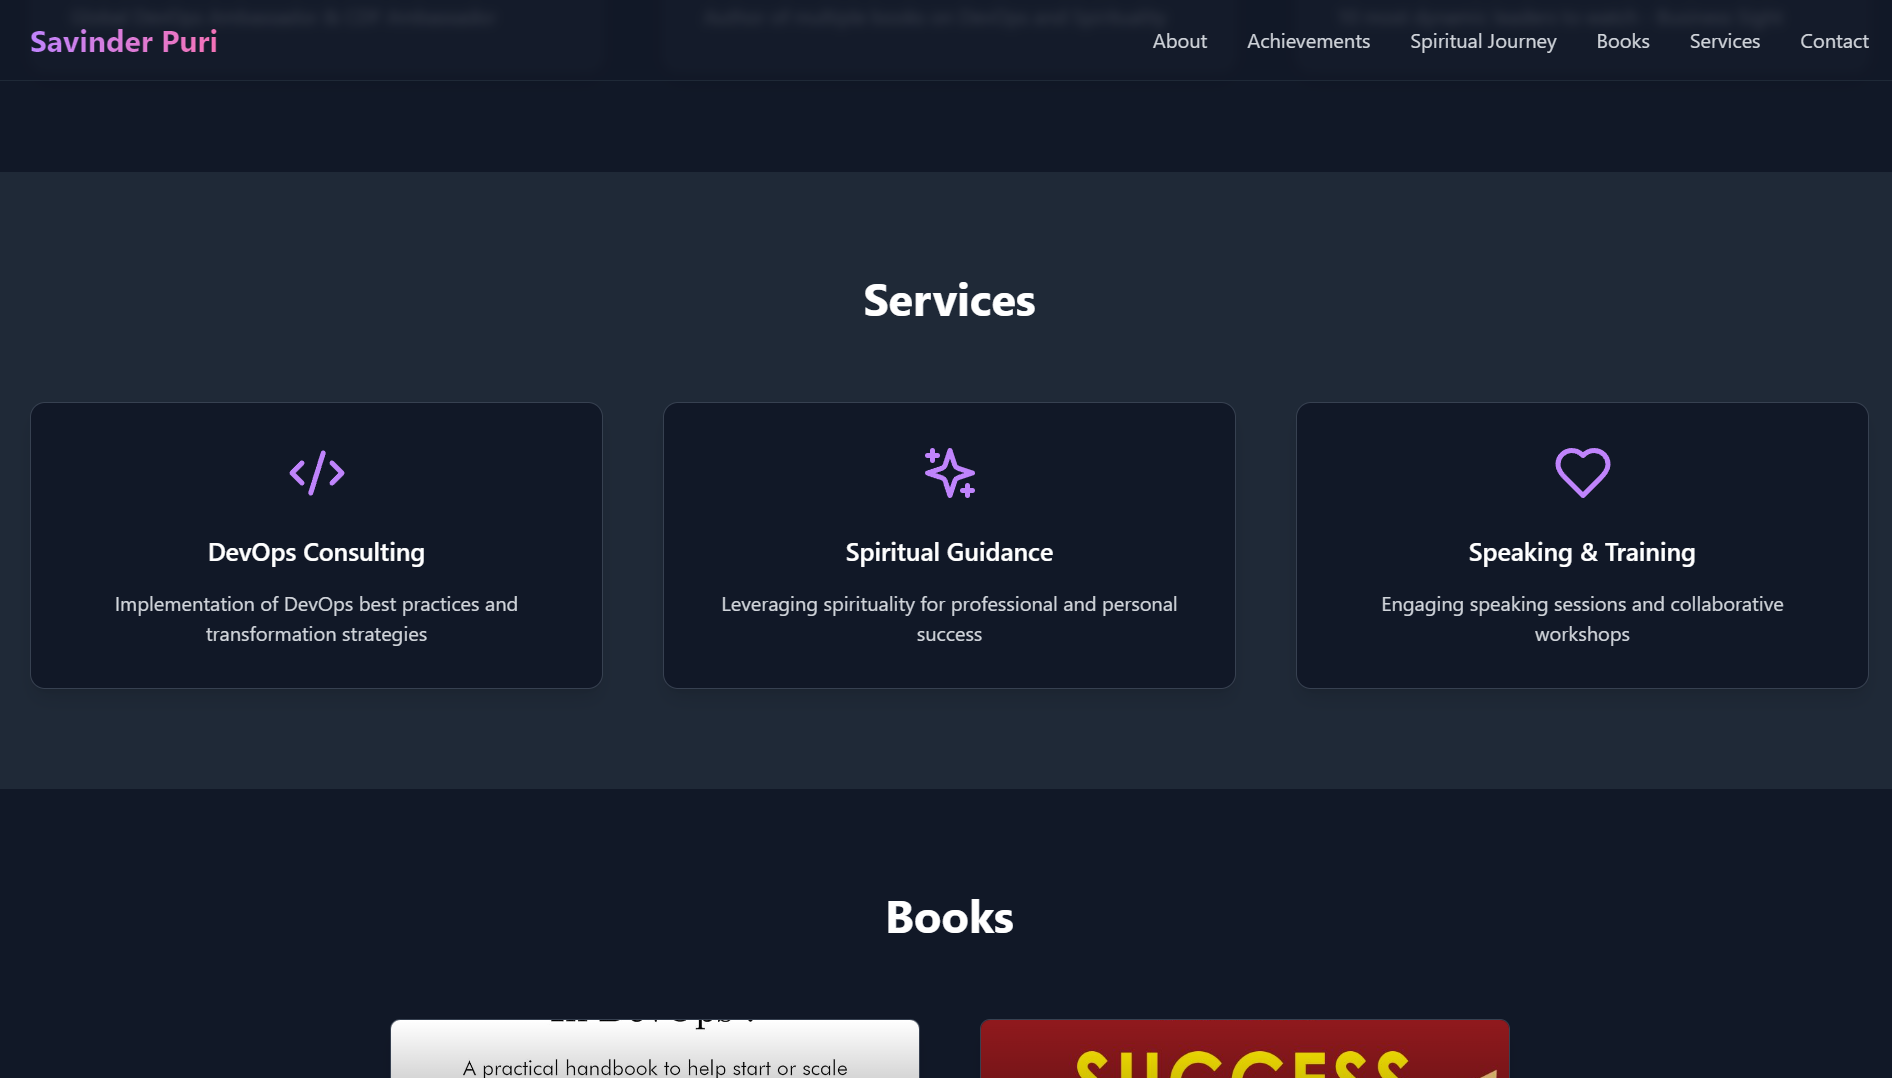 Savinder Puri
About Achievements Spiritual Journey Books Services Contact
Services
DevOps Consulting
Implementation of DevOps best practices and
transformation strategies
Spiritual Guidance
Leveraging spirituality for professional and personal
success
Speaking & Training
Engaging speaking sessions and collaborative
workshops
Books
A practical handbook to help start or scale
SUCCESS